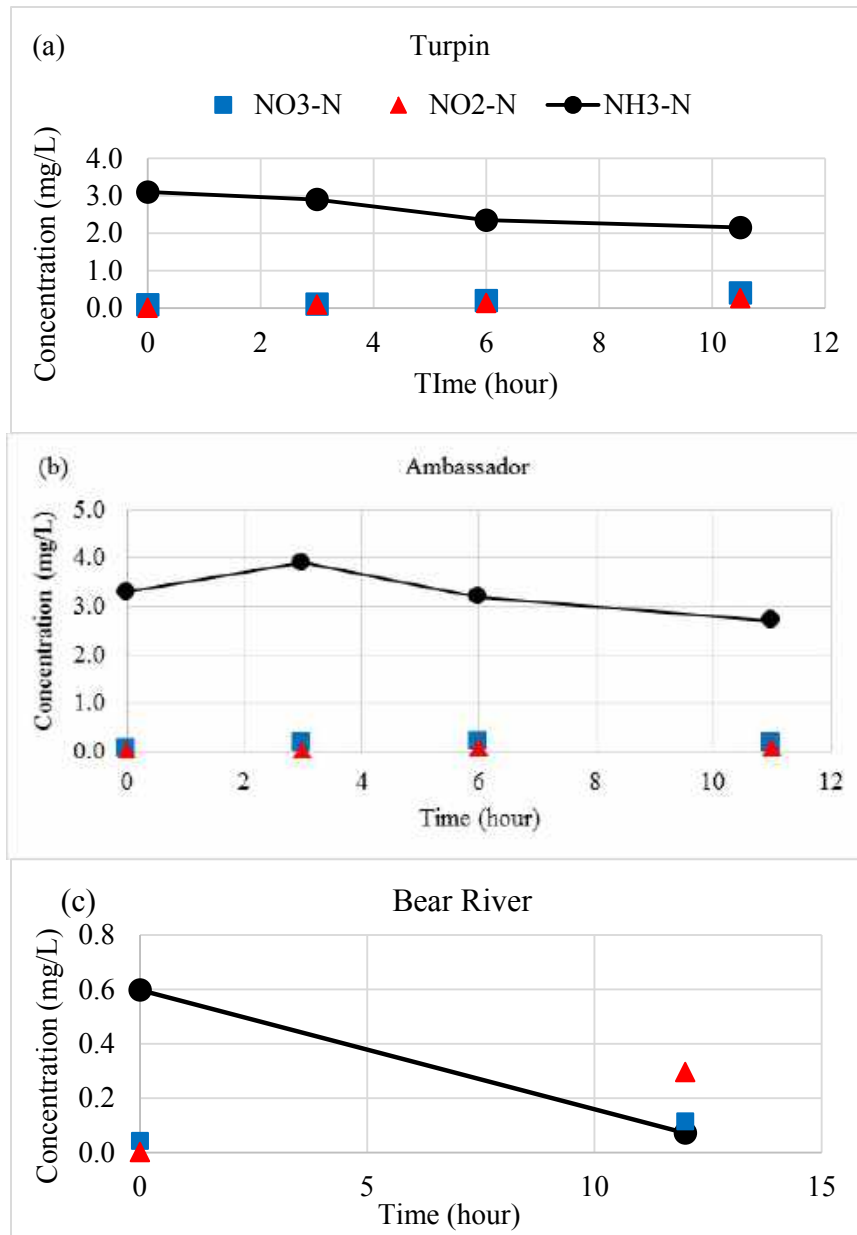 (a) Turpin
NO3-N NO2-N NH3-N
Concentration (mg/L)
4.0
3.0
2.0
1.0
0.0
0 2 4 6 8 10 12
TIme (hour)
(b) Ambassador
Concentration (mg/L)
5.0
4.0
3.0
2.0
1.0
0.0
0 2 4 6 8 10 12
Time (hour)
(c) Bear River
Concentration (mg/L)
0.8
0.6
0.4
0.2
0.0
0 5 10 15
Time (hour)